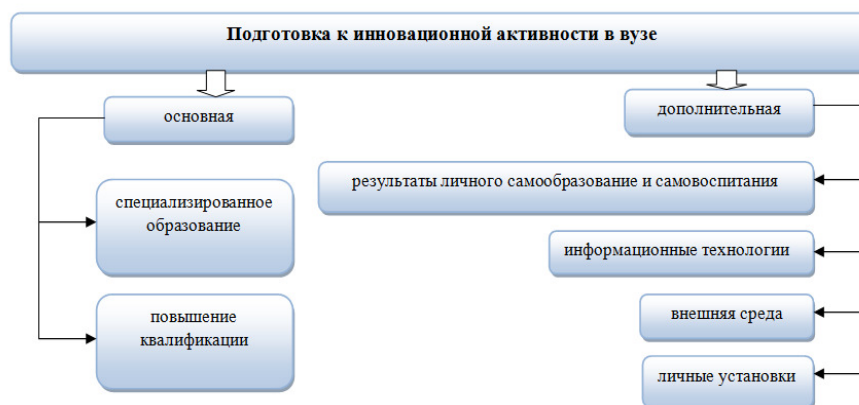 Подготовка к инновационной активности в вузе
основная
дополнительная
специализированное
образование
повышение
квалификации
результаты личного самообразование и самовоспитания
информационные технологии
внешняя среда
личные установки